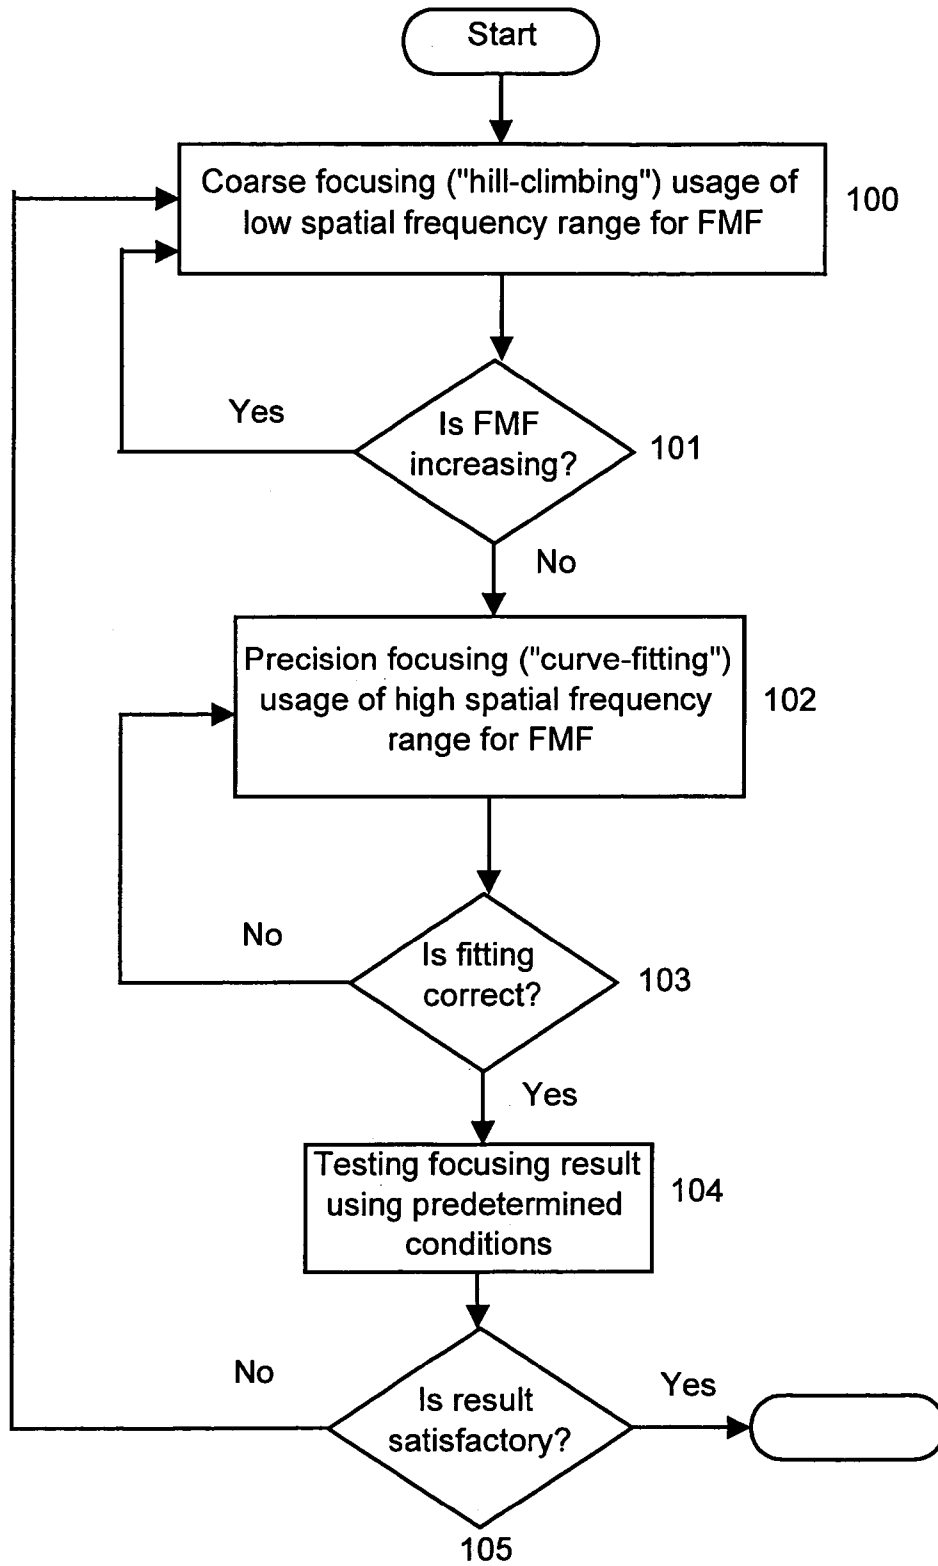 Start
Coarse focusing ("hill-climbing") usage of
low spatial frequency range for FMF
100
Yes
Is FMF
increasing?
101
No
Precision focusing ("curve-fitting")
usage of high spatial frequency
range for FMF
102
No
Is fitting
correct?
103
Yes
Testing focusing result
using predetermined
conditions
104
No
Is result
satisfactory?
Yes
105